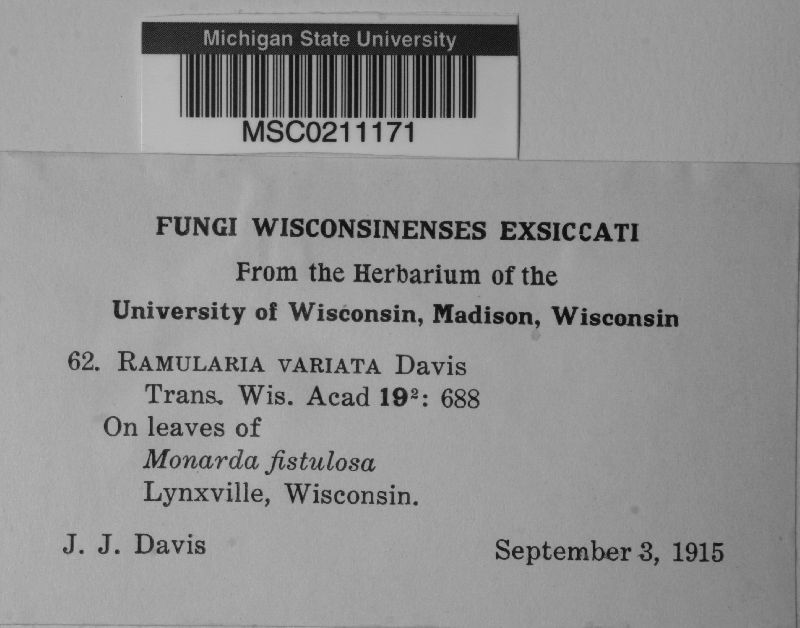 Michigan State University
MSC0211171
FUNGI WISCONSINENSES EXSICCATI
From the Herbarium of the
University of Wisconsin, Madison, Wisconsin
62. RAMULARIA VARIATA Davis
Trans. Wis. Acad 19²: 688
On leaves of
Monarda fistulosa
Lynxville, Wisconsin.
J. J. Davis
September 3, 1915